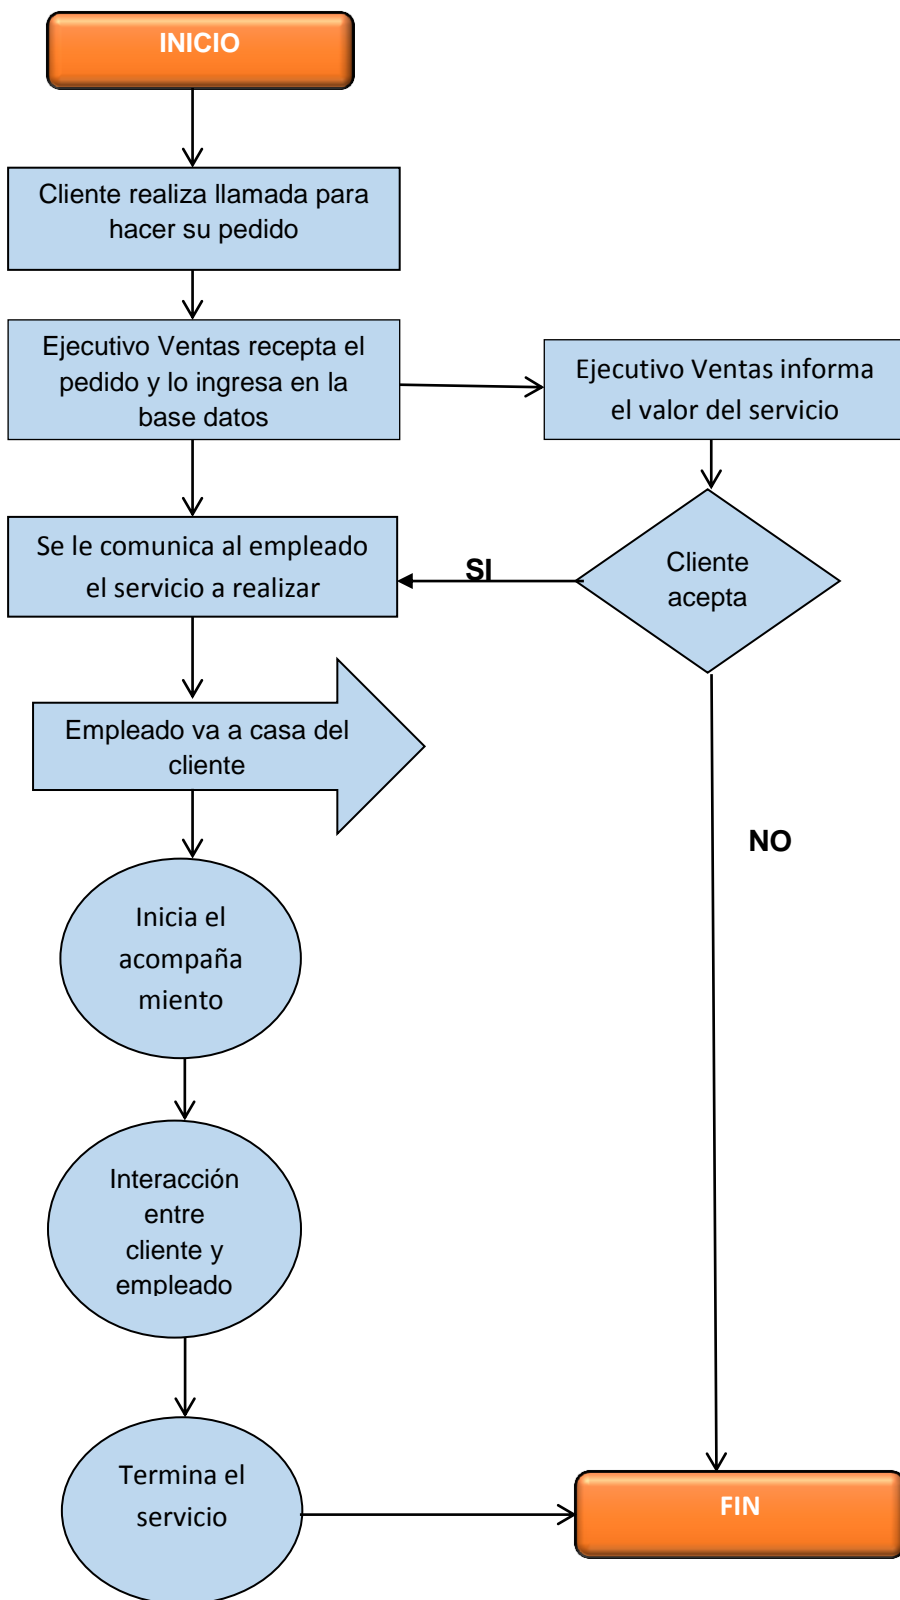 INICIO
Cliente realiza llamada para
hacer su pedido
Ejecutivo Ventas recepta el
pedido y lo ingresa en la
base datos
Ejecutivo Ventas informa
el valor del servicio
Se le comunica al empleado
el servicio a realizar
SI
Cliente
acepta
Empleado va a casa del
cliente
NO
Inicia el
acompaña
miento
Interacción
entre
cliente y
empleado
Termina el
servicio
FIN